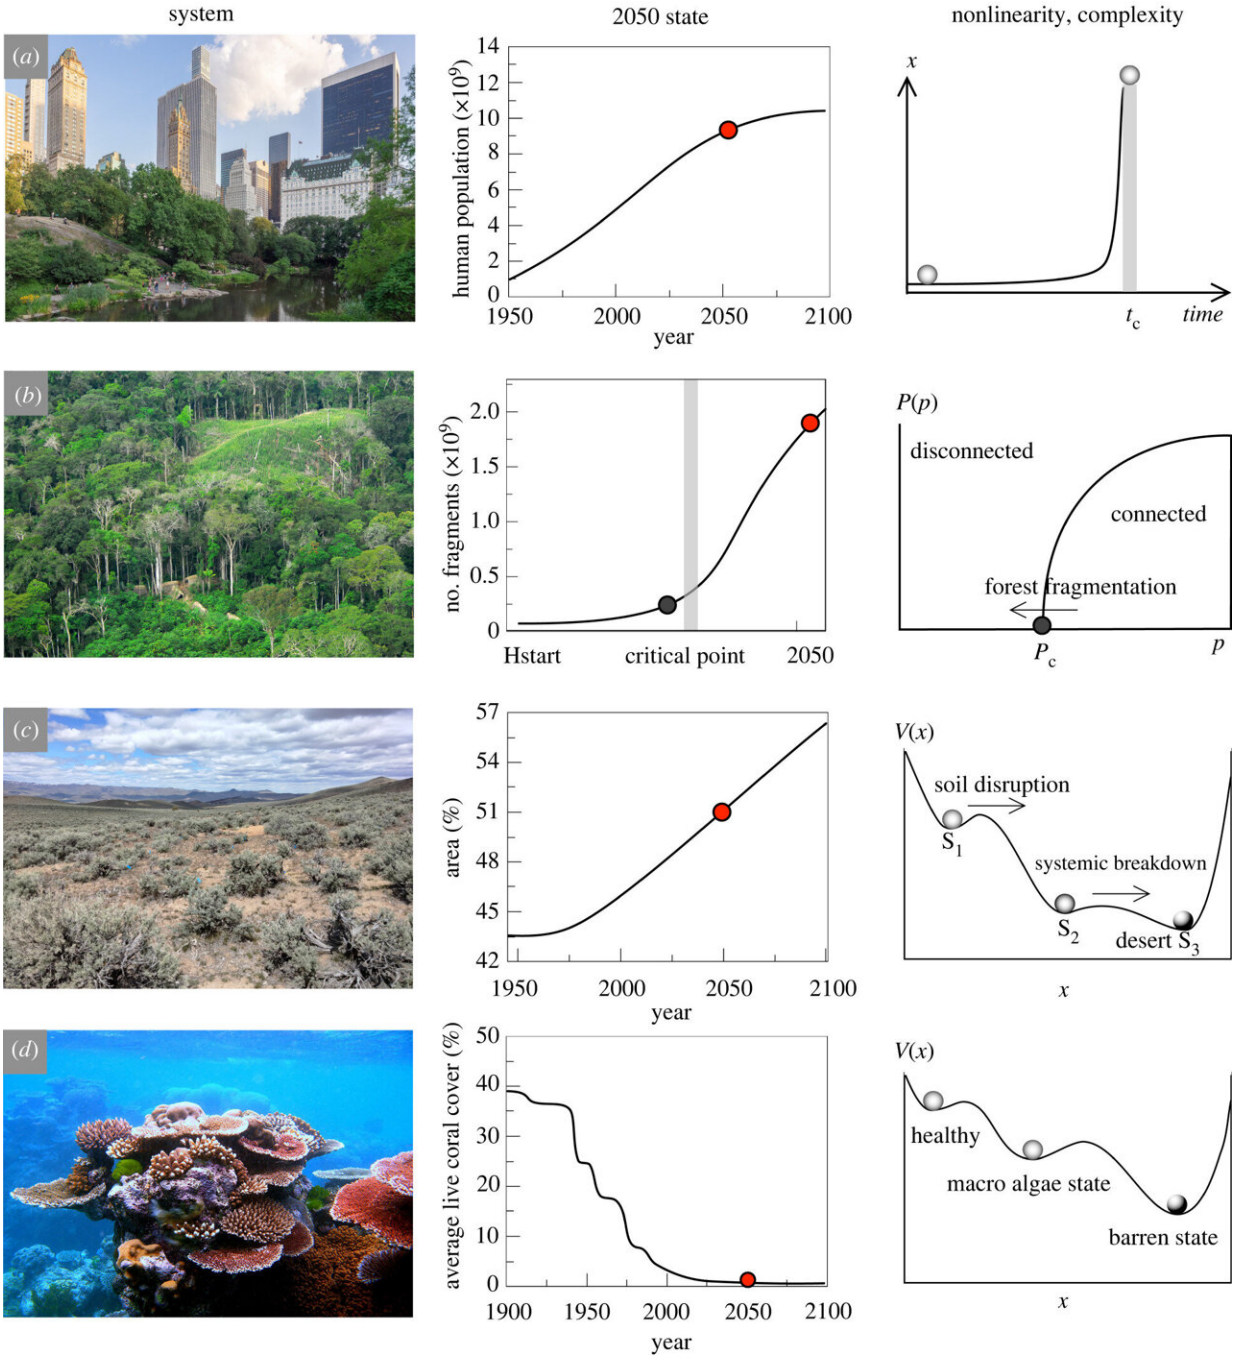 system
2050 state
nonlinearity, complexity
(a)
human population (×10⁹)
14
12
10
8
6
4
2
0
1950
2000
2050
2100
year
x
t_c
time
(b)
no. fragments (×10⁹)
2.0
1.5
1.0
0.5
0
Hstart
critical point
2050
P(p)
disconnected
connected
forest fragmentation
P_c
p
(c)
area (%)
57
54
51
48
45
42
1950
2000
2050
2100
year
V(x)
soil disruption
S₁
systemic breakdown
S₂
desert S₃
x
(d)
average live coral cover (%)
50
40
30
20
10
0
1900
1950
2000
2050
2100
year
V(x)
healthy
macro algae state
barren state
x